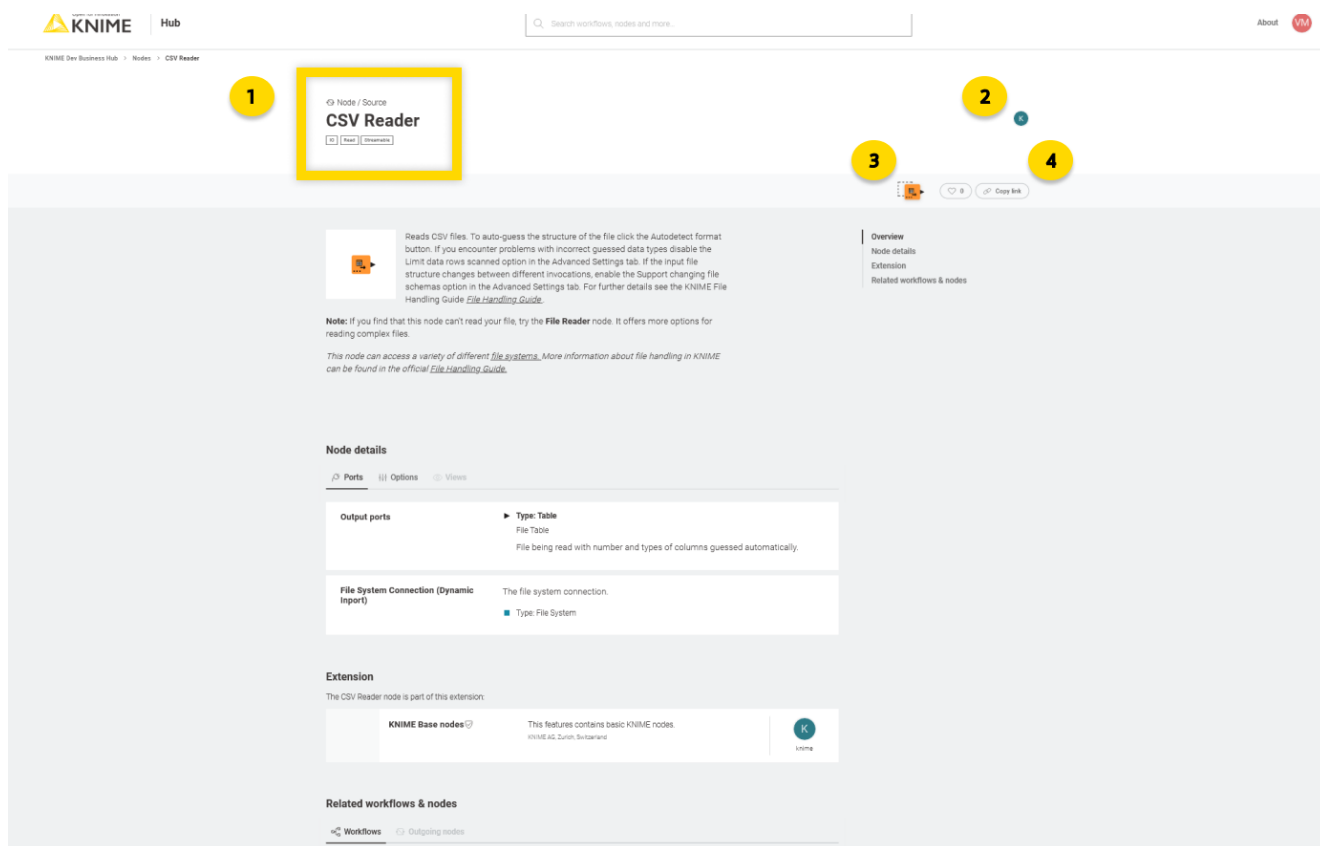 KNIME
Hub
Search workflows, nodes and more...
About
VM
KNIME Dev Business Hub > Nodes > CSV Reader
1
2
Node / Source
CSV Reader
IO Read Streamable
K
3
4
0
Copy link
Reads CSV files. To auto-guess the structure of the file click the Autodetect format
button. If you encounter problems with incorrect guessed data types disable the
Limit data rows scanned option in the Advanced Settings tab. If the input file
structure changes between different invocations, enable the Support changing file
schemas option in the Advanced Settings tab. For further details see the KNIME File
Handling Guide File Handling Guide.
Note: If you find that this node can't read your file, try the File Reader node. It offers more options for
reading complex files.
This node can access a variety of different file systems. More information about file handling in KNIME
can be found in the official File Handling Guide.
Overview
Node details
Extension
Related workflows & nodes
Node details
Ports Options Views
Output ports
Type: Table
File Table
File being read with number and types of columns guessed automatically.
File System Connection (Dynamic
Inport)
The file system connection.
Type: File System
Extension
The CSV Reader node is part of this extension:
KNIME Base nodes
This features contains basic KNIME nodes.
KNIME AG, Zurich, Switzerland
K
knime
Related workflows & nodes
Workflows Outgoing nodes